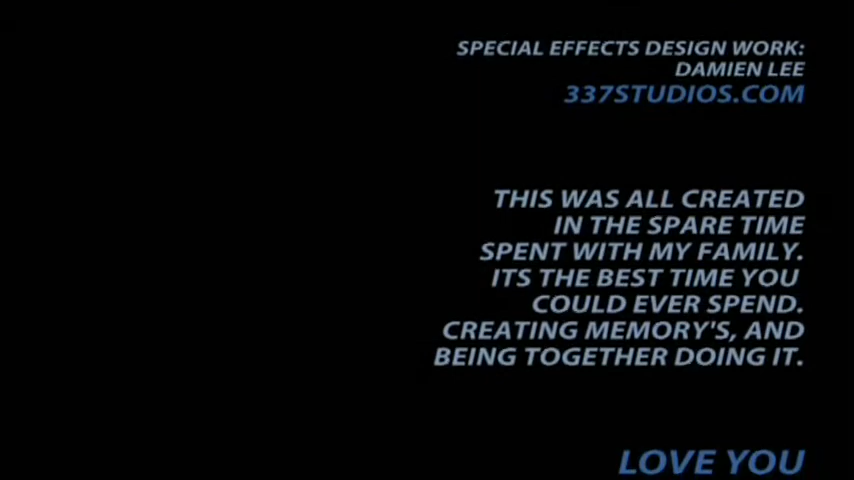 SPECIAL EFFECTS DESIGN WORK:
DAMIEN LEE
337STUDIOS.COM
THIS WAS ALL CREATED
IN THE SPARE TIME
SPENT WITH MY FAMILY.
ITS THE BEST TIME YOU
COULD EVER SPEND.
CREATING MEMORY'S, AND
BEING TOGETHER DOING IT.
LOVE YOU